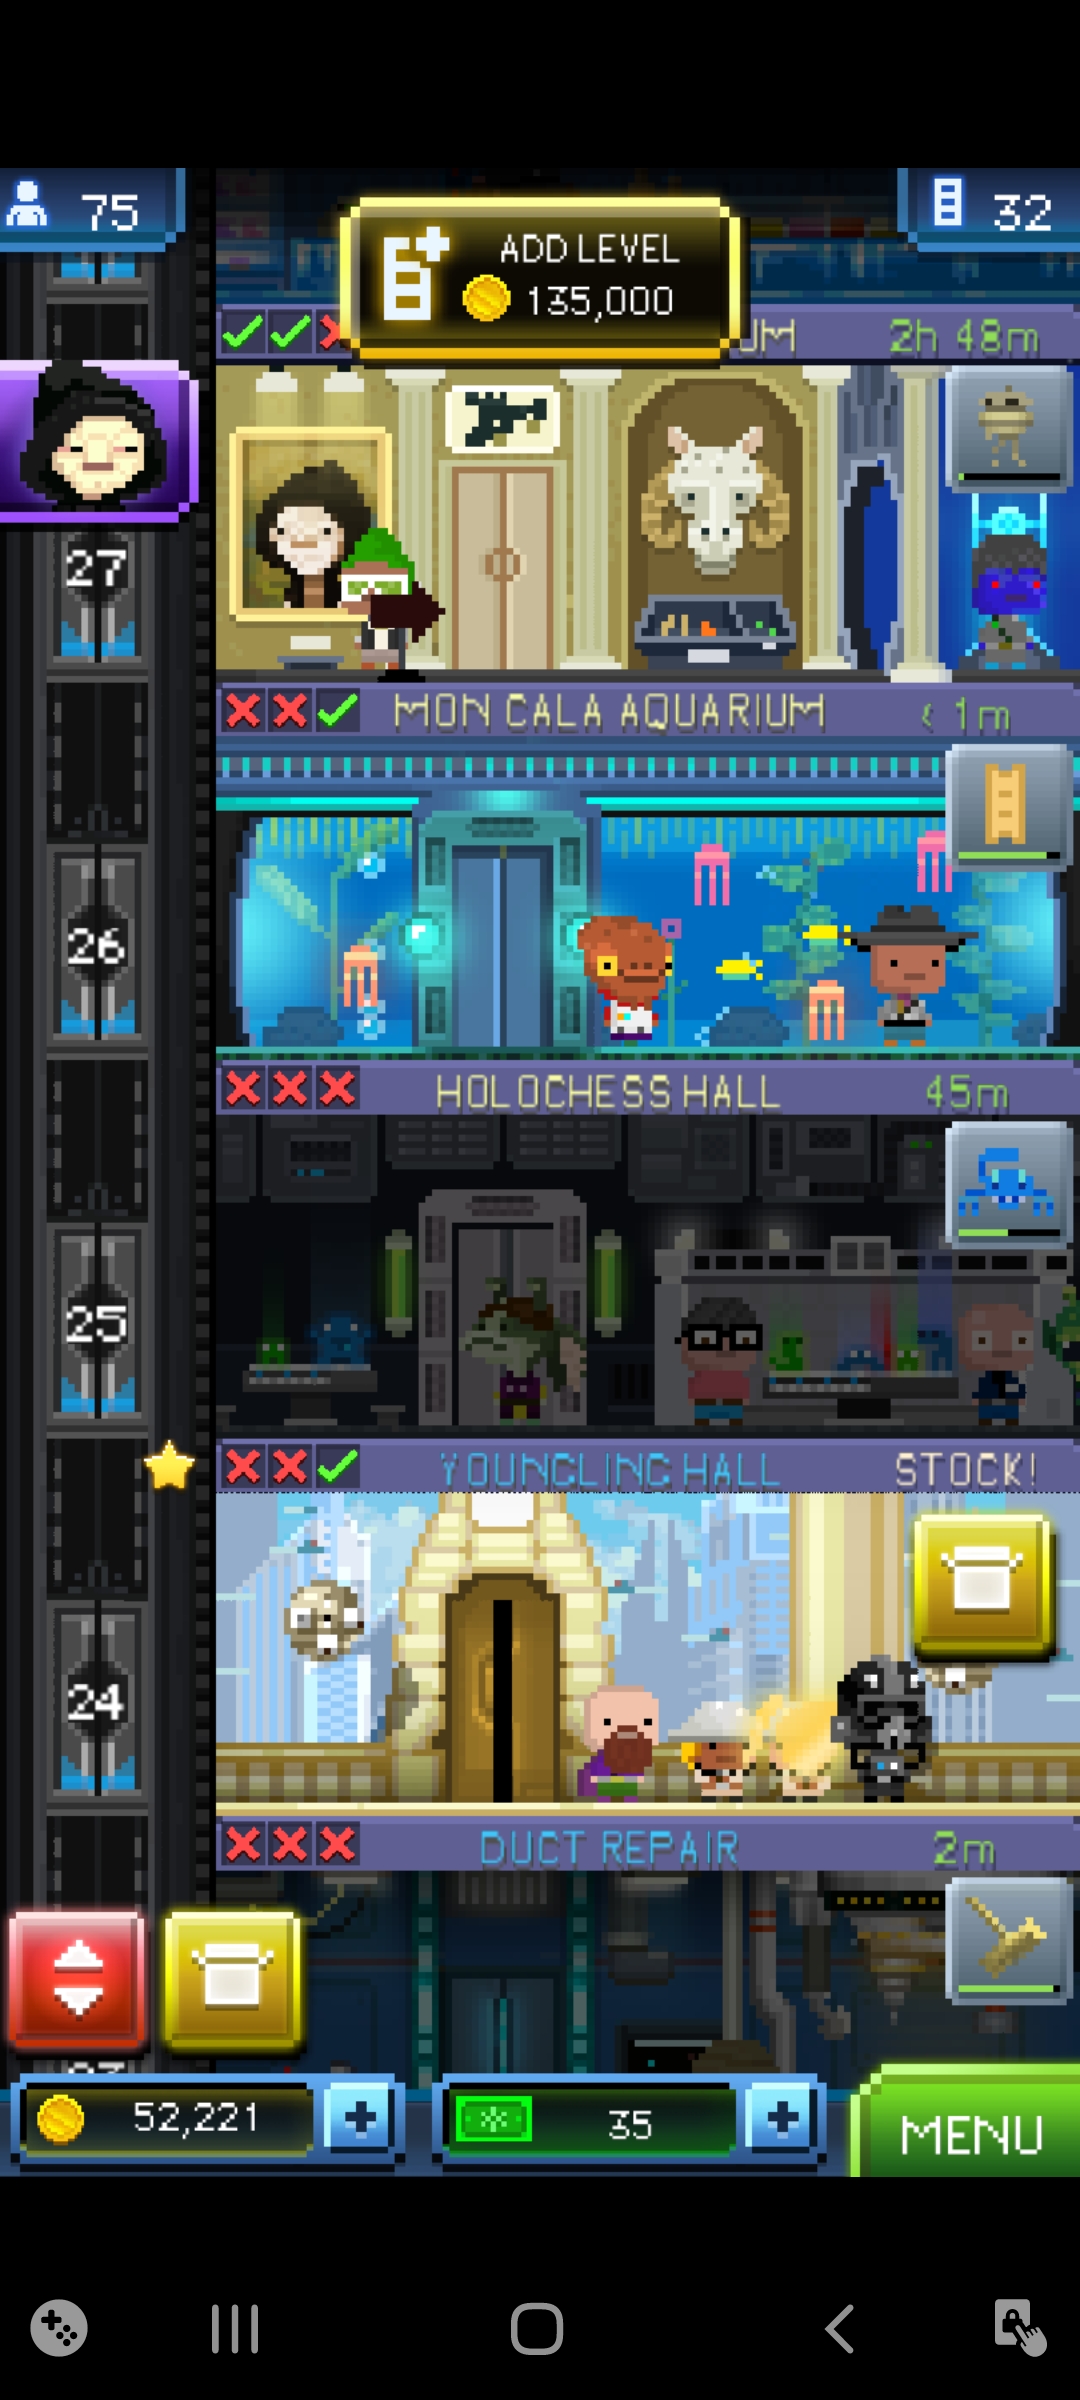 75
ADD LEVEL
135,000
32
UM 2h 48m
27
MON CALA AQUARIUM < 1m
26
HOLOCHESS HALL 45m
25
YOUNGLING HALL STOCK!
24
DUCT REPAIR 2m
52,221
35
MENU